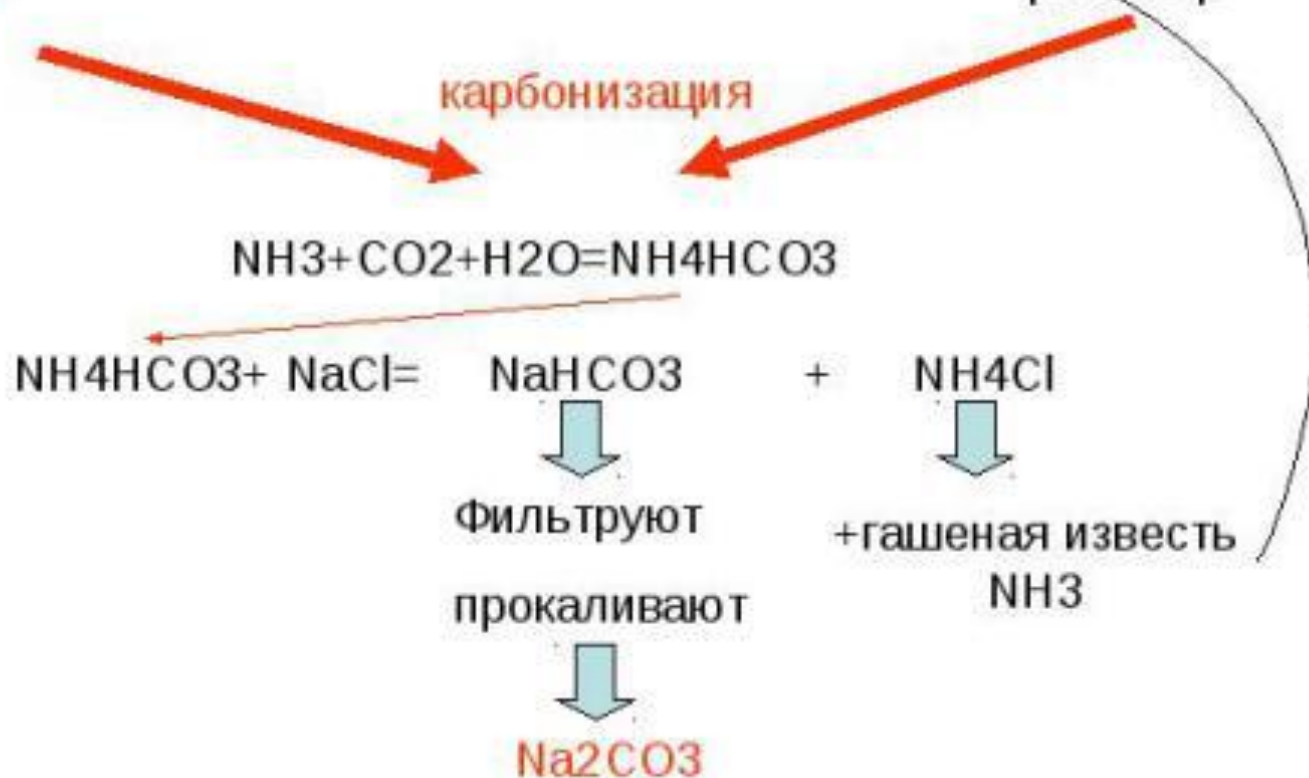 карбонизация
NH3+CO2+H2O=NH4HCO3
NH4HCO3+ NaCl= NaHCO3 + NH4Cl
Фильтруют
+гашеная известь
NH3
прокаливают
Na2CO3